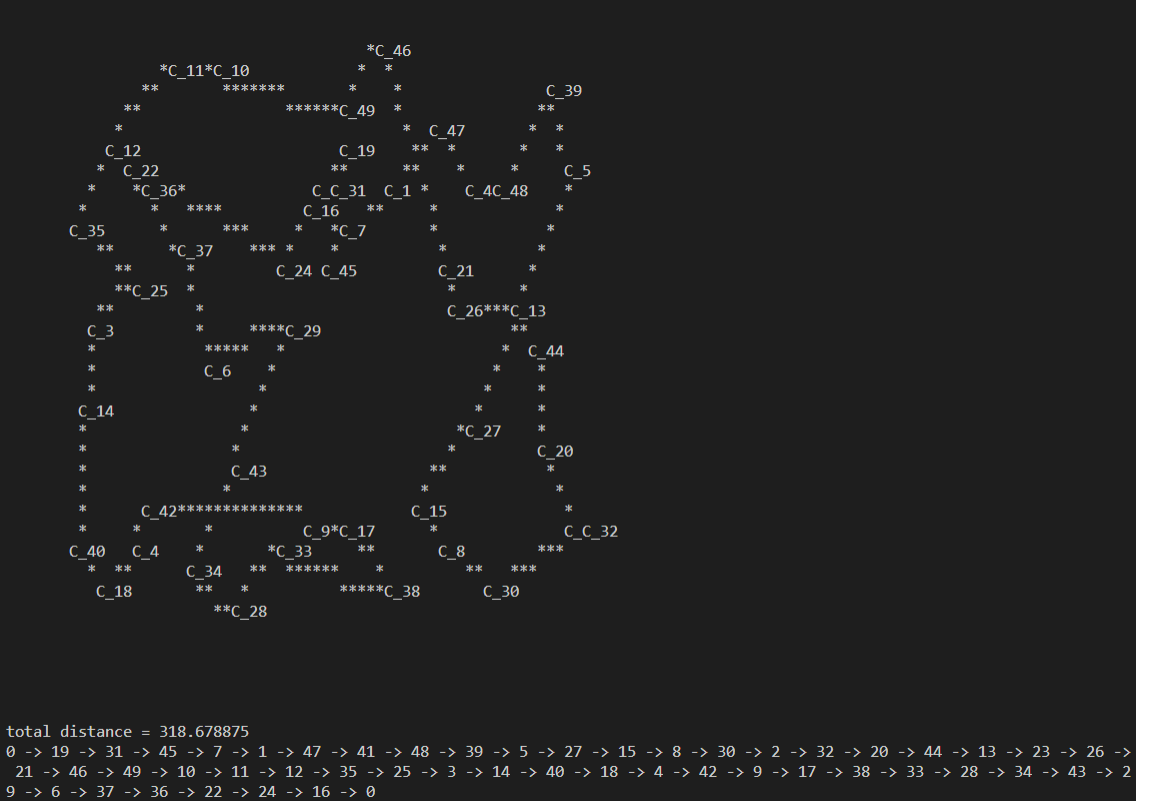 *C_46
*C_11*C_10 * *
** ******* * * C_39
** ******C_49 * **
* * C_47 * *
C_12 C_19 ** * * *
* C_22 ** ** * * C_5
* *C_36* C_C_31 C_1 * C_4C_48 *
* * **** C_16 ** * *
C_35 * *** * *C_7 * *
** *C_37 *** * * * *
** * C_24 C_45 C_21 *
**C_25 * * *
** * C_26***C_13
C_3 * ****C_29 **
* ***** * * C_44
* C_6 * * *
* * * *
C_14 * * *
* * *C_27 *
* * * C_20
* C_43 ** *
* * * *
* C_42************** C_15 *
* * * C_9*C_17 * C_C_32
C_40 C_4 * *C_33 ** C_8 ***
* ** C_34 ** ****** * ** ***
C_18 ** * *****C_38 C_30
**C_28
total distance = 318.678875
0 -> 19 -> 31 -> 45 -> 7 -> 1 -> 47 -> 41 -> 48 -> 39 -> 5 -> 27 -> 15 -> 8 -> 30 -> 2 -> 32 -> 20 -> 44 -> 13 -> 23 -> 26 ->
21 -> 46 -> 49 -> 10 -> 11 -> 12 -> 35 -> 25 -> 3 -> 14 -> 40 -> 18 -> 4 -> 42 -> 9 -> 17 -> 38 -> 33 -> 28 -> 34 -> 43 -> 2
9 -> 6 -> 37 -> 36 -> 22 -> 24 -> 16 -> 0